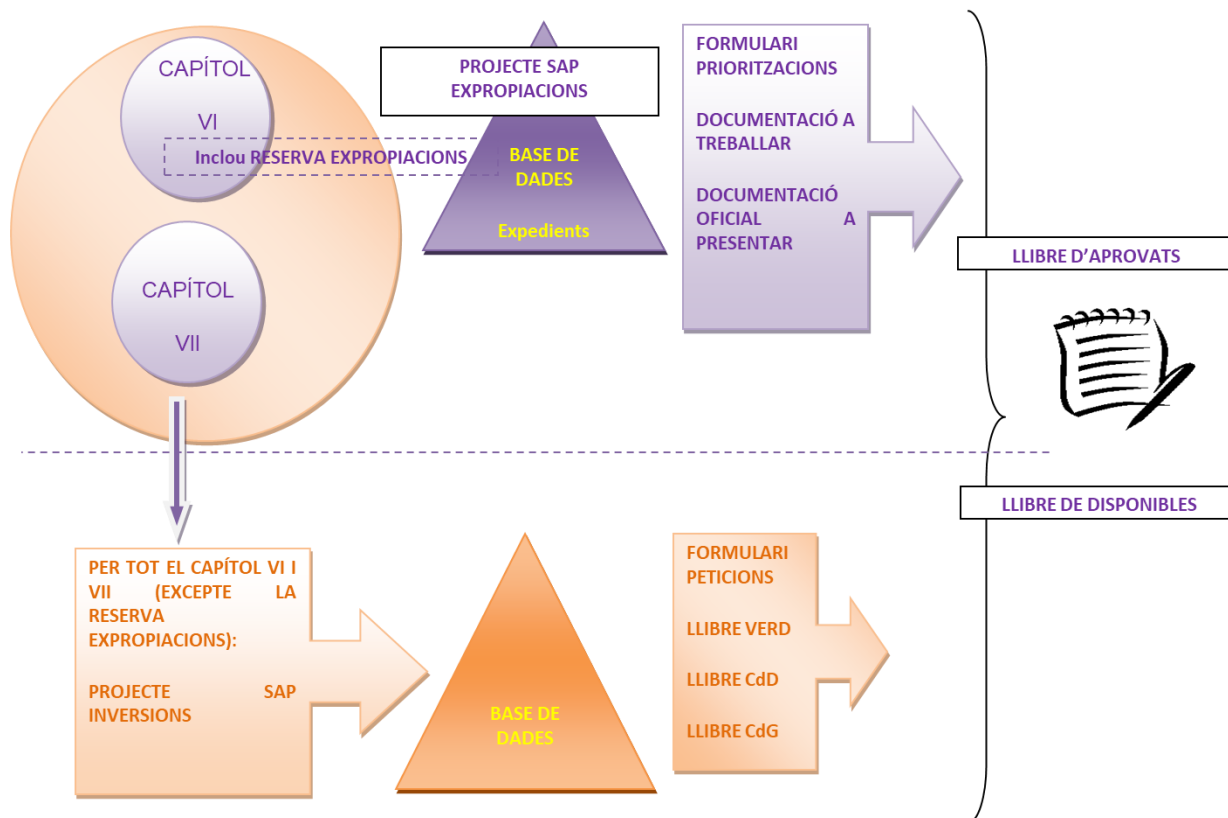 CAPÍTOL
VI
Inclou RESERVA EXPROPIACIONS
CAPÍTOL
VII
PROJECTE SAP
EXPROPIACIONS
BASE DE
DADES
Expedients
FORMULARI
PRIORITZACIONS
DOCUMENTACIÓ A
TREBALLAR
DOCUMENTACIÓ
OFICIAL A
PRESENTAR
LLIBRE D'APROVATS
LLIBRE DE DISPONIBLES
PER TOT EL CAPÍTOL VI I
VII (EXCEPTE LA
RESERVA
EXPROPIACIONS):
PROJECTE SAP
INVERSIONS
BASE DE
DADES
FORMULARI
PETICIONS
LLIBRE VERD
LLIBRE CdD
LLIBRE CdG